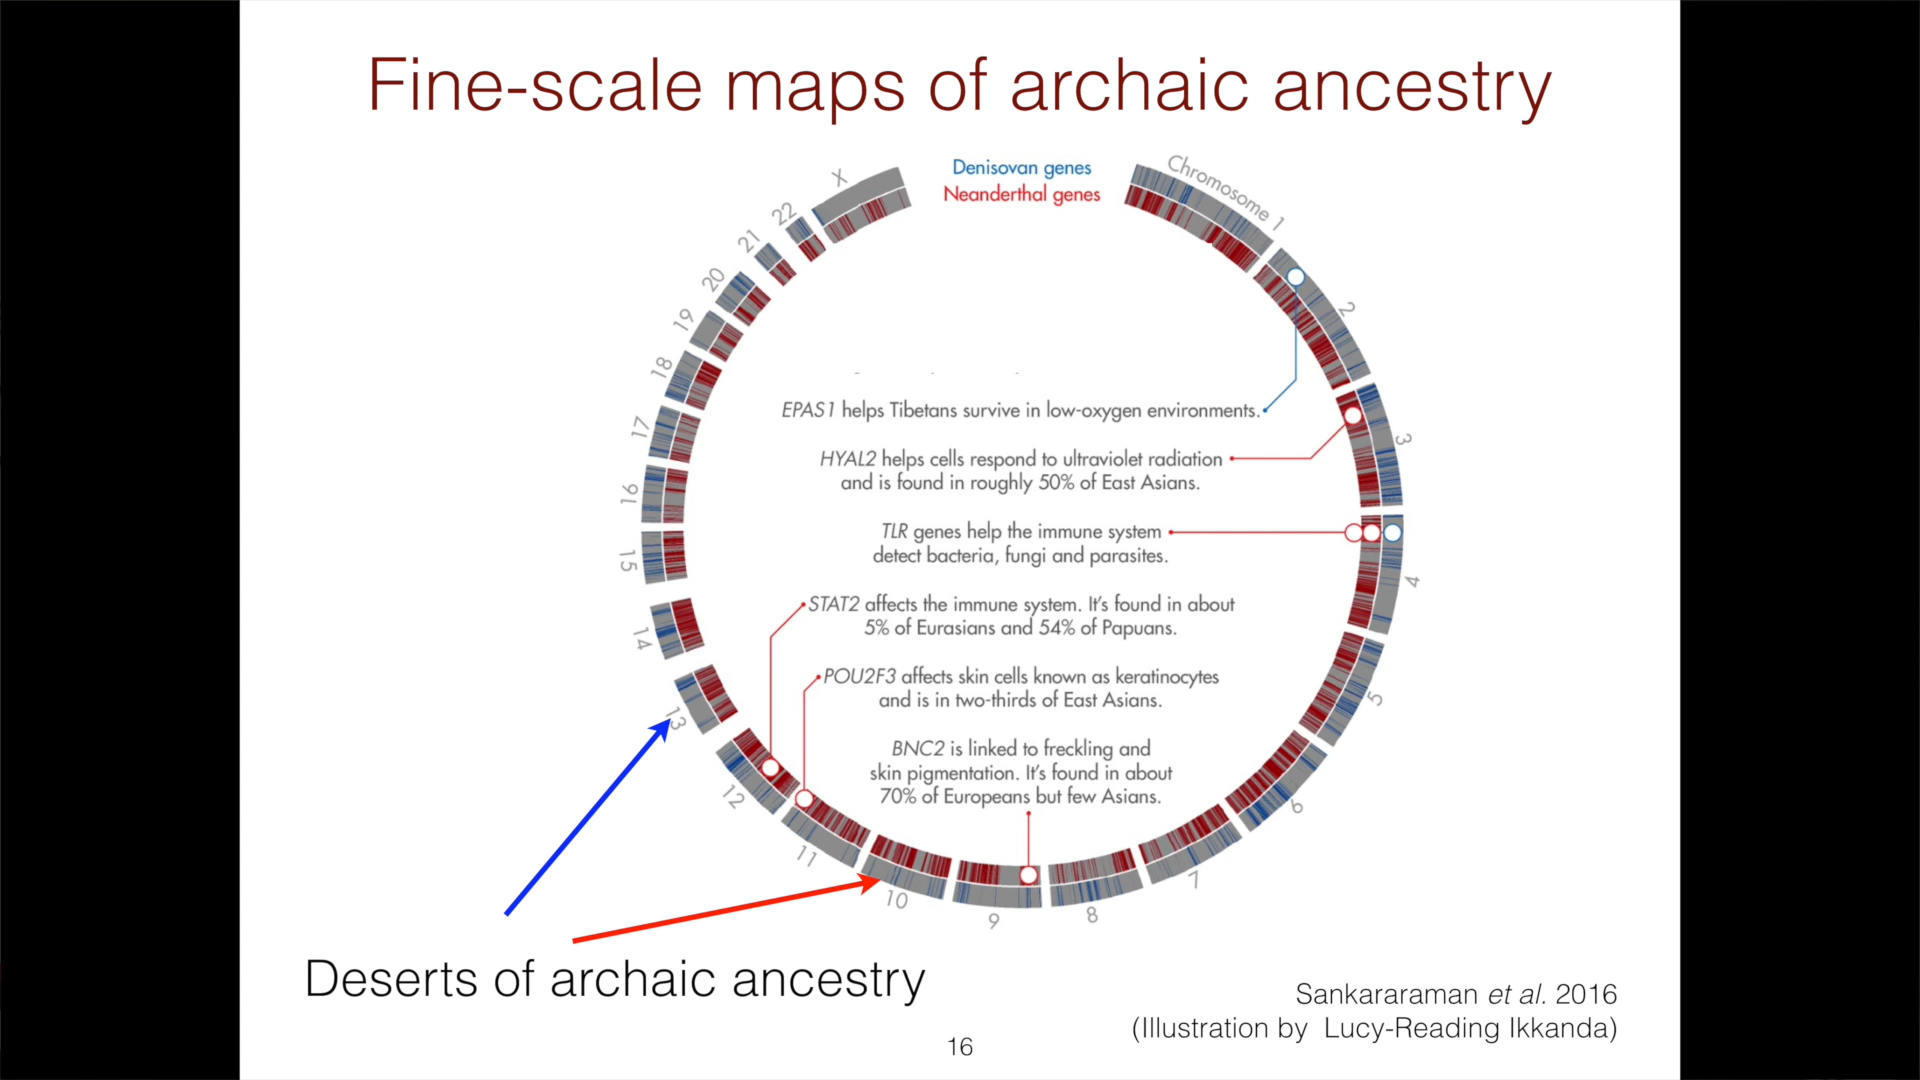 Fine-scale maps of archaic ancestry
Denisovan genes
Neanderthal genes
Chromosome 1
2
3
4
5
6
7
8
9
10
11
12
13
14
15
16
17
18
19
20
21
22
X
EPAS1 helps Tibetans survive in low-oxygen environments.
HYAL2 helps cells respond to ultraviolet radiation
and is found in roughly 50% of East Asians.
TLR genes help the immune system
detect bacteria, fungi and parasites.
STAT2 affects the immune system. It's found in about
5% of Eurasians and 54% of Papuans.
POU2F3 affects skin cells known as keratinocytes
and is in two-thirds of East Asians.
BNC2 is linked to freckling and
skin pigmentation. It's found in about
70% of Europeans but few Asians.
Deserts of archaic ancestry
Sankararaman et al. 2016
(Illustration by Lucy-Reading Ikkanda)
16